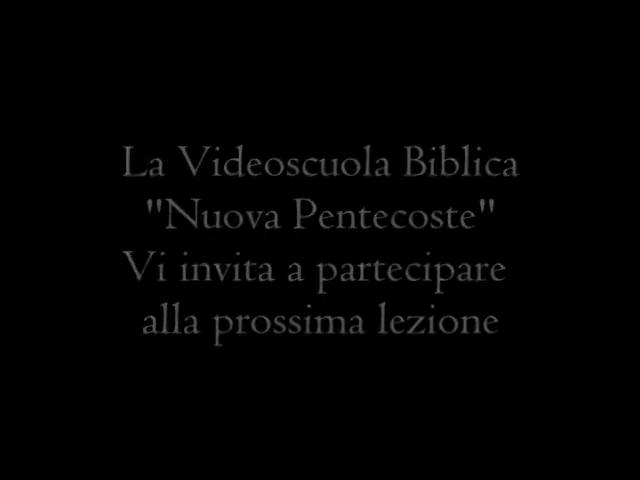 La Videoscuola Biblica
"Nuova Pentecoste"
Vi invita a partecipare
alla prossima lezione